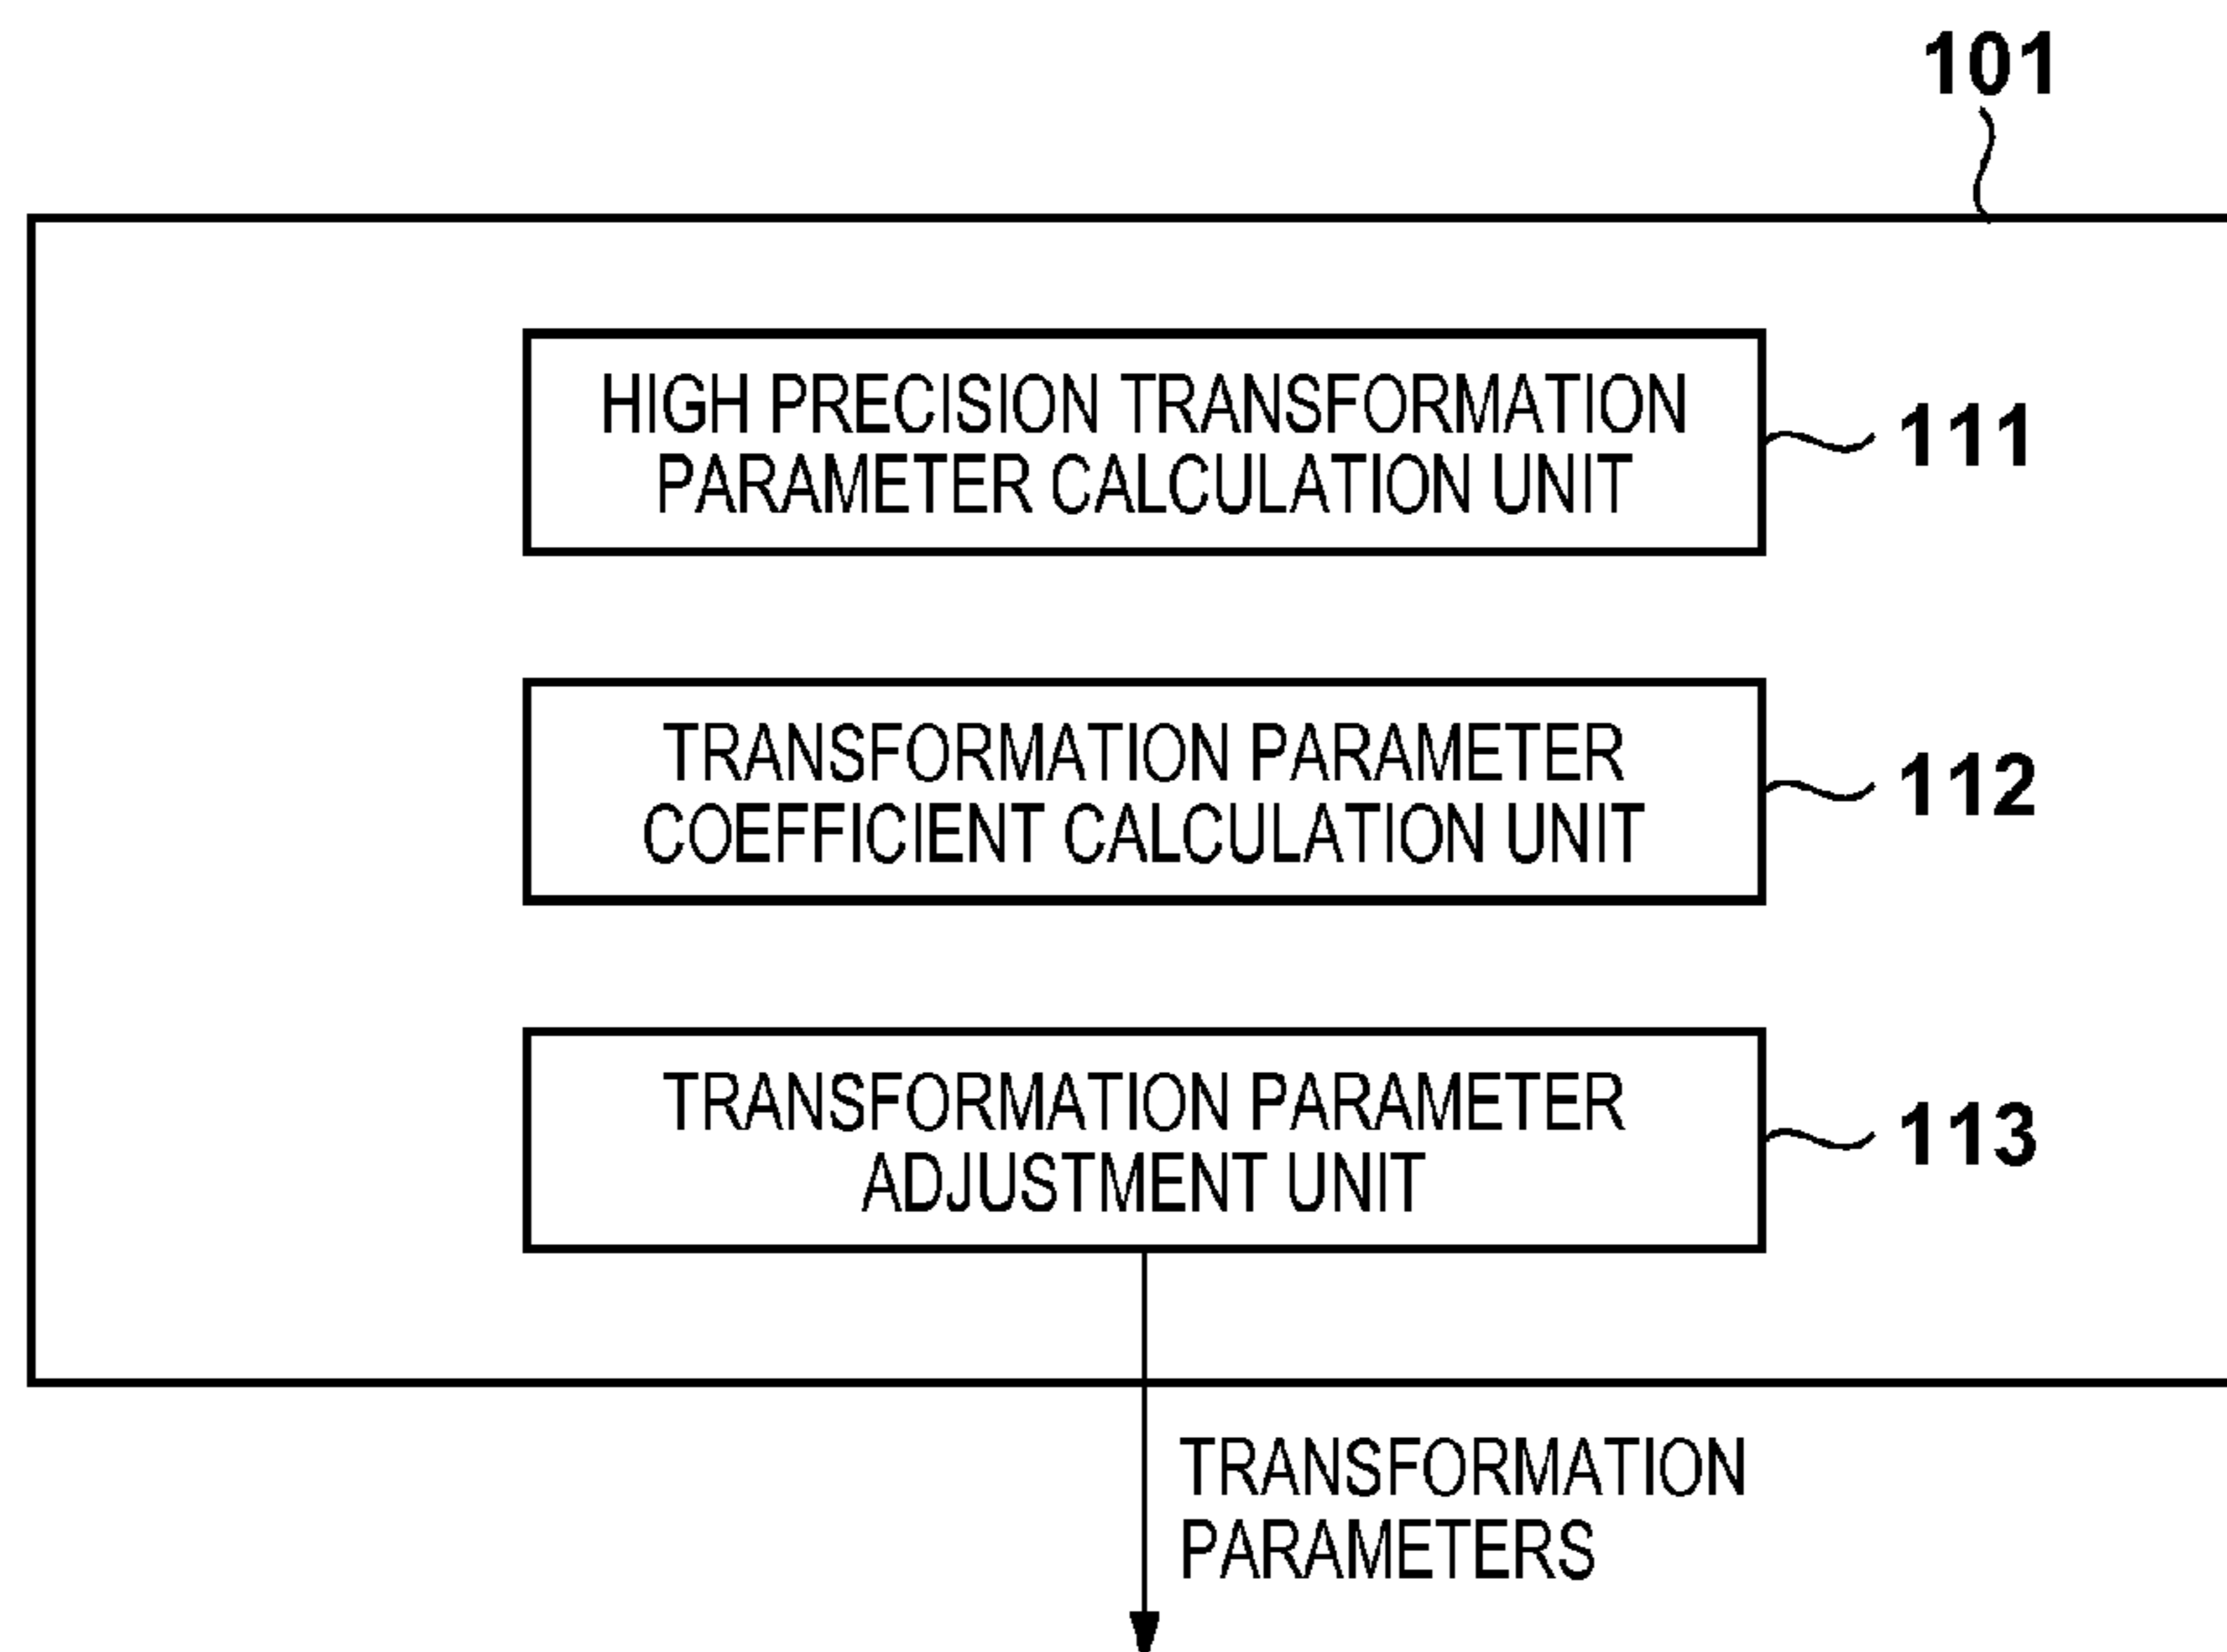 101
HIGH PRECISION TRANSFORMATION
PARAMETER CALCULATION UNIT
111
TRANSFORMATION PARAMETER
COEFFICIENT CALCULATION UNIT
112
TRANSFORMATION PARAMETER
ADJUSTMENT UNIT
113
TRANSFORMATION
PARAMETERS